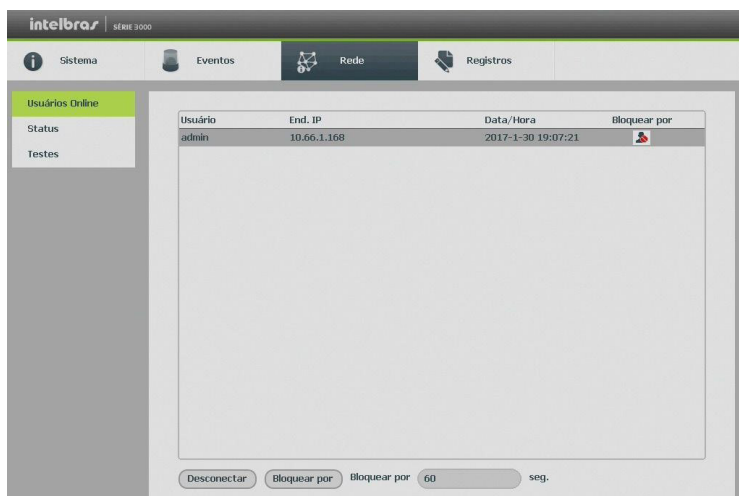 intelbras SÉRIE 3000
Sistema Eventos Rede Registros
Usuários Online
Status
Testes
Usuário End. IP Data/Hora Bloquear por
admin 10.66.1.168 2017-1-30 19:07:21
Desconectar Bloquear por Bloquear por 60 seg.